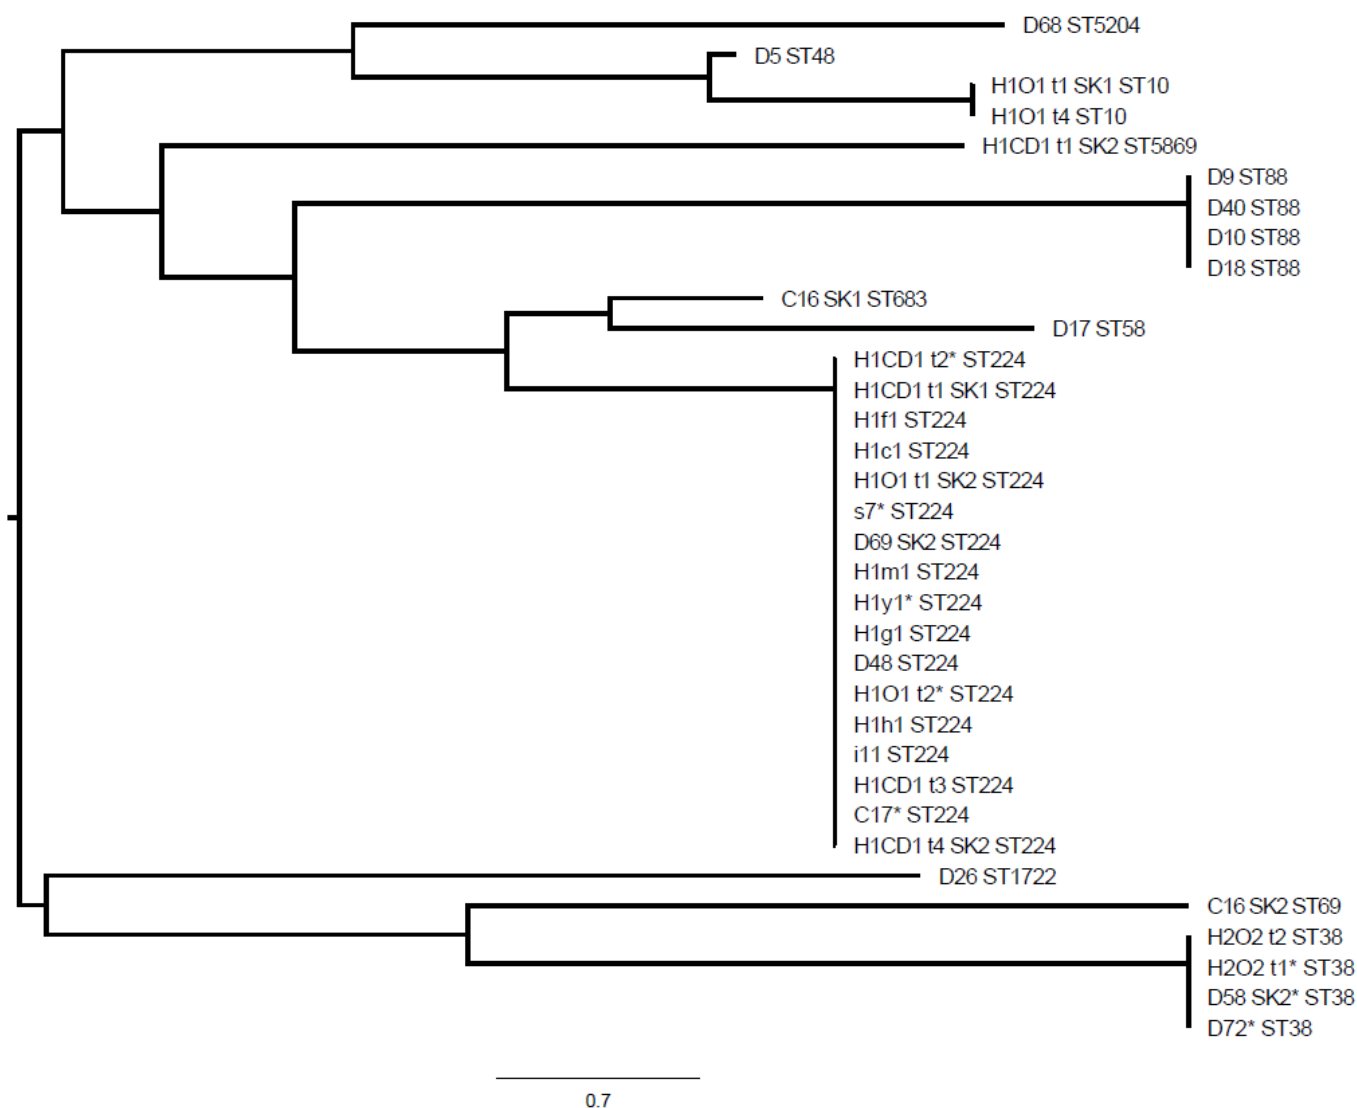 D68 ST5204
D5 ST48
H1O1 t1 SK1 ST10
H1O1 t4 ST10
H1CD1 t1 SK2 ST5869
D9 ST88
D40 ST88
D10 ST88
D18 ST88
C16 SK1 ST683
D17 ST58
H1CD1 t2* ST224
H1CD1 t1 SK1 ST224
H1f1 ST224
H1c1 ST224
H1O1 t1 SK2 ST224
s7* ST224
D69 SK2 ST224
H1m1 ST224
H1y1* ST224
H1g1 ST224
D48 ST224
H1O1 t2* ST224
H1h1 ST224
i11 ST224
H1CD1 t3 ST224
C17* ST224
H1CD1 t4 SK2 ST224
D26 ST1722
C16 SK2 ST69
H2O2 t2 ST38
H2O2 t1* ST38
D58 SK2* ST38
D72* ST38
0.7